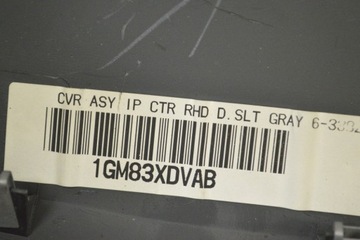 CVR ASY IP CTR RHD D.SLT GRAY
1GM83XDVAB